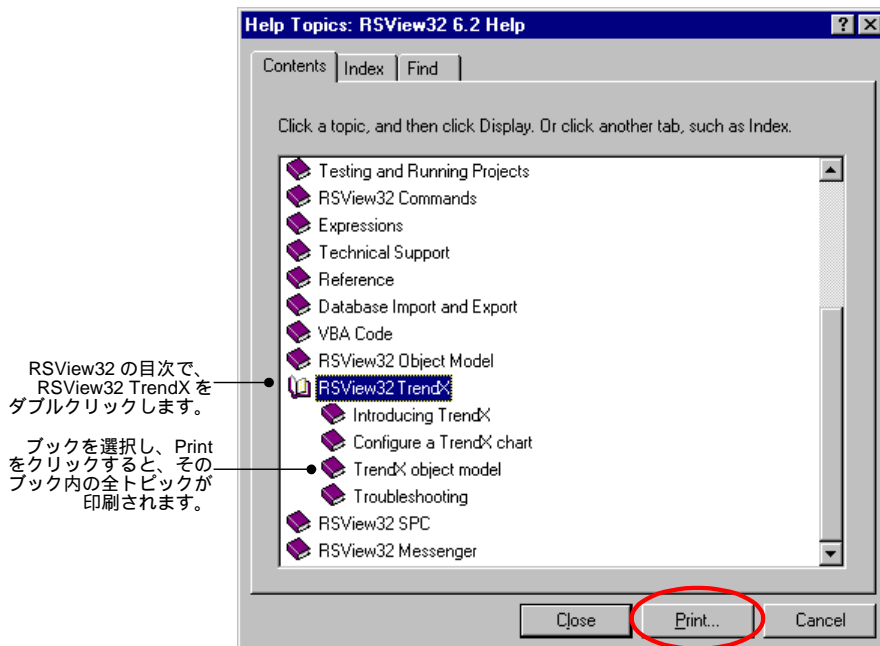 Help Topics: RSView32 6.2 Help
Contents
Index
Find
Click a topic, and then click Display. Or click another tab, such as Index.
Testing and Running Projects
RSView32 Commands
Expressions
Technical Support
Reference
Database Import and Export
VBA Code
RSView32 Object Model
RSView32 TrendX
Introducing TrendX
Configure a TrendX chart
TrendX object model
Troubleshooting
RSView32 SPC
RSView32 Messenger
Close
Print...
Cancel
RSView32 の目次で、
RSView32 TrendX を
ダブルクリックします。
ブックを選択し、Print
をクリックすると、その
ブック内の全トピックが
印刷されます。